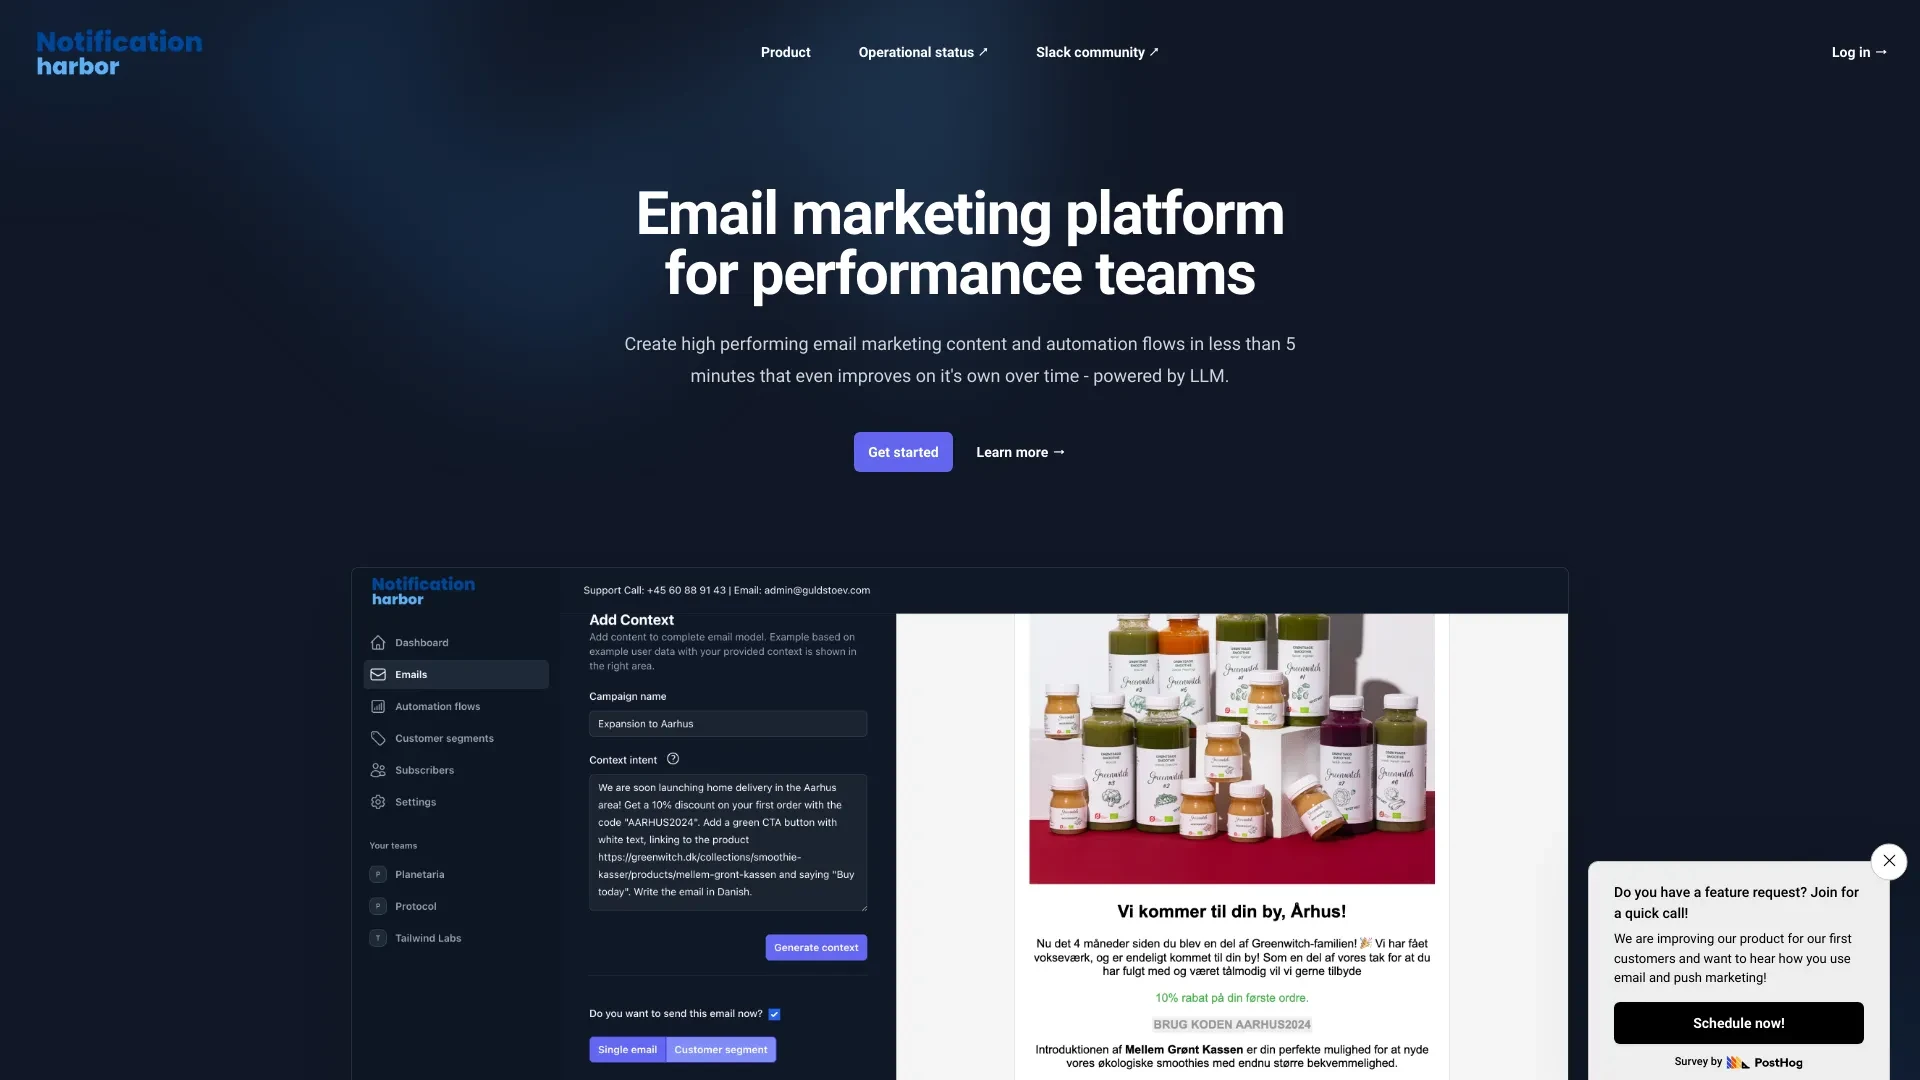 Notification
harbor
Product
Operational status ↗
Slack community ↗
Log in →
Email marketing platform
for performance teams
Create high performing email marketing content and automation flows in less than 5
minutes that even improves on it's own over time - powered by LLM.
Get started
Learn more →
Notification
harbor
Support Call: +45 60 88 91 43 | Email: admin@guldstoev.com
Dashboard
Emails
Automation flows
Customer segments
Subscribers
Settings
Your teams
P Planetaria
P Protocol
T Tailwind Labs
Add Context
Add content to complete email model. Example based on
example user data with your provided context is shown in
the right area.
Campaign name
Expansion to Aarhus
Context intent
We are soon launching home delivery in the Aarhus
area! Get a 10% discount on your first order with the
code "AARHUS2024". Add a green CTA button with
white text, linking to the product
https://greenwitch.dk/collections/smoothie-
kasser/products/mellem-gront-kassen and saying "Buy
today". Write the email in Danish.
Generate context
Do you want to send this email now?
Single email
Customer segment
Greenwitch
Greenwitch
Greenwitch
Greenwitch
Greenwitch
Greenwitch
Greenwitch
Vi kommer til din by, Århus!
Nu det 4 måneder siden du blev en del af Greenwitch-familien! 🎉 Vi har fået
vokseværk, og er endeligt kommet til din by! Som en del af vores tak for at du
har fulgt med og været tålmodig vil vi gerne tilbyde
10% rabat på din første ordre.
BRUG KODEN AARHUS2024
Introduktionen af Mellem Grønt Kassen er din perfekte mulighed for at nyde
vores økologiske smoothies med endnu større bekvemmelighed.
Do you have a feature request? Join for
a quick call!
We are improving our product for our first
customers and want to hear how you use
email and push marketing!
Schedule now!
Survey by PostHog